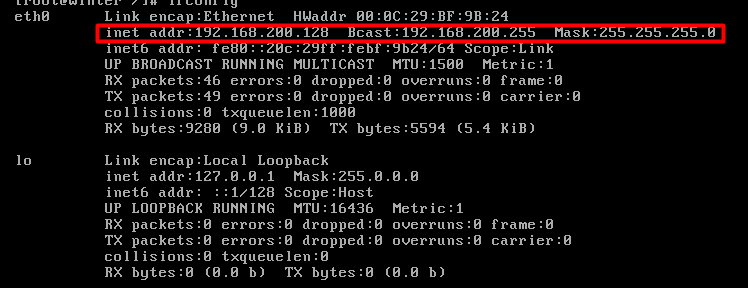 [root@winter /]# ifconfig
eth0 Link encap:Ethernet HWaddr 00:0C:29:BF:9B:24
inet addr:192.168.200.128 Bcast:192.168.200.255 Mask:255.255.255.0
inet6 addr: fe80::20c:29ff:febf:9b24/64 Scope:Link
UP BROADCAST RUNNING MULTICAST MTU:1500 Metric:1
RX packets:46 errors:0 dropped:0 overruns:0 frame:0
TX packets:49 errors:0 dropped:0 overruns:0 carrier:0
collisions:0 txqueuelen:1000
RX bytes:9280 (9.0 KiB) TX bytes:5594 (5.4 KiB)
lo Link encap:Local Loopback
inet addr:127.0.0.1 Mask:255.0.0.0
inet6 addr: ::1/128 Scope:Host
UP LOOPBACK RUNNING MTU:16436 Metric:1
RX packets:0 errors:0 dropped:0 overruns:0 frame:0
TX packets:0 errors:0 dropped:0 overruns:0 carrier:0
collisions:0 txqueuelen:0
RX bytes:0 (0.0 b) TX bytes:0 (0.0 b)